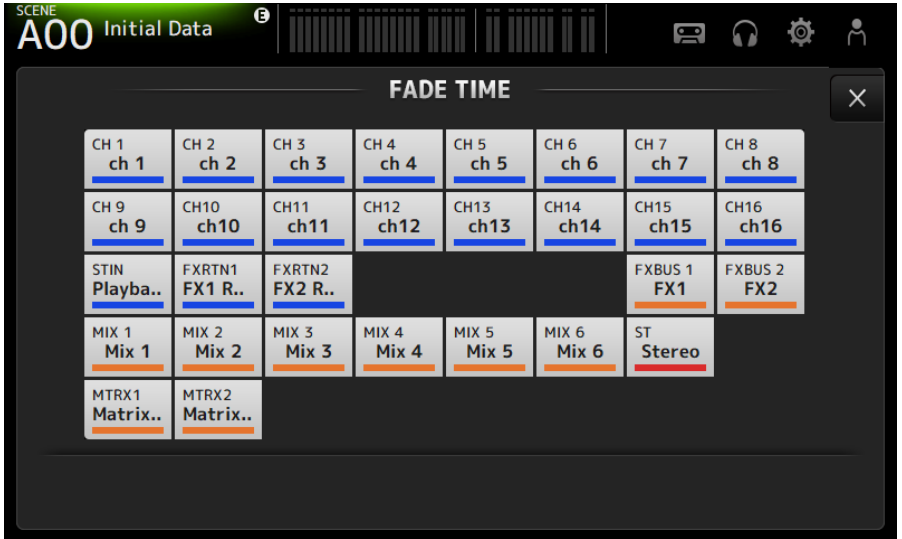 SCENE
A00 Initial Data E
FADE TIME
CH 1 CH 2 CH 3 CH 4 CH 5 CH 6 CH 7 CH 8
ch 1 ch 2 ch 3 ch 4 ch 5 ch 6 ch 7 ch 8
CH 9 CH10 CH11 CH12 CH13 CH14 CH15 CH16
ch 9 ch10 ch11 ch12 ch13 ch14 ch15 ch16
STIN FXRTN1 FXRTN2 FXBUS 1 FXBUS 2
Playba.. FX1 R.. FX2 R.. FX1 FX2
MIX 1 MIX 2 MIX 3 MIX 4 MIX 5 MIX 6 ST
Mix 1 Mix 2 Mix 3 Mix 4 Mix 5 Mix 6 Stereo
MTRX1 MTRX2
Matrix.. Matrix..